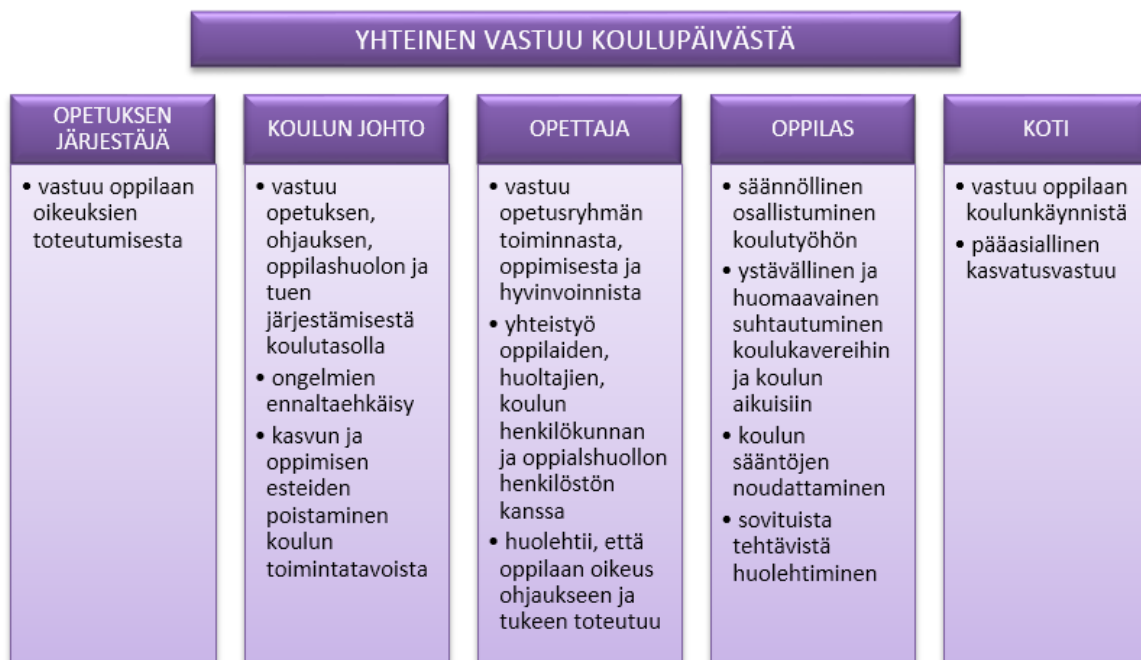 YHTEINEN VASTUU KOULUPÄIVÄSTÄ
OPETUKSEN
JÄRJESTÄJÄ
• vastuu oppilaan
oikeuksien
toteutumisesta
KOULUN JOHTO
• vastuu
opetuksen,
ohjauksen,
oppilashuolon ja
tuen
järjestämisestä
koulutasolla
• ongelmien
ennaltaehkäisy
• kasvun ja
oppimisen
esteiden
poistaminen
koulun
toimintatavoista
OPETTAJA
• vastuu
opetusryhmän
toiminnasta,
oppimisesta ja
hyvinvoinnista
• yhteistyö
oppilaiden,
huoltajien,
koulun
henkilökunnan
ja oppialshuollon
henkilöstön
kanssa
• huolehtii, että
oppilaan oikeus
ohjaukseen ja
tukeen toteutuu
OPPILAS
• säännöllinen
osallistuminen
koulutyöhön
• ystävällinen ja
huomaavainen
suhtautuminen
koulukavereihin
ja koulun
aikuisiin
• koulun
sääntöjen
noudattaminen
• sovituista
tehtävistä
huolehtiminen
KOTI
• vastuu oppilaan
koulunkäynnistä
• pääasiallinen
kasvatusvastuu